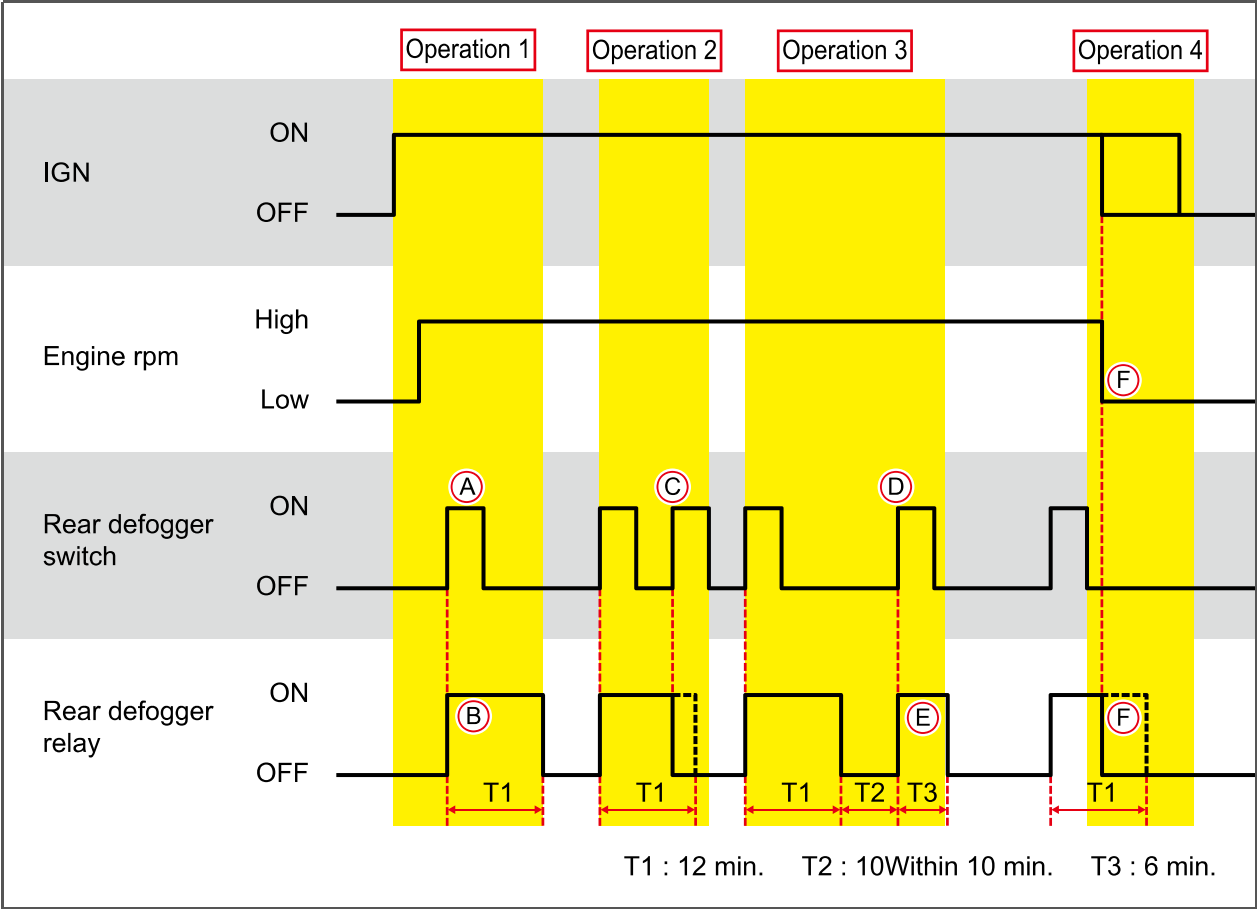 Operation 1
Operation 2
Operation 3
Operation 4
IGN
ON
OFF
Engine rpm
High
Low
F
Rear defogger
switch
ON
OFF
A
C
D
Rear defogger
relay
ON
OFF
B
E
F
T1
T1
T1
T2
T3
T1
T1 : 12 min.
T2 : 10Within 10 min.
T3 : 6 min.